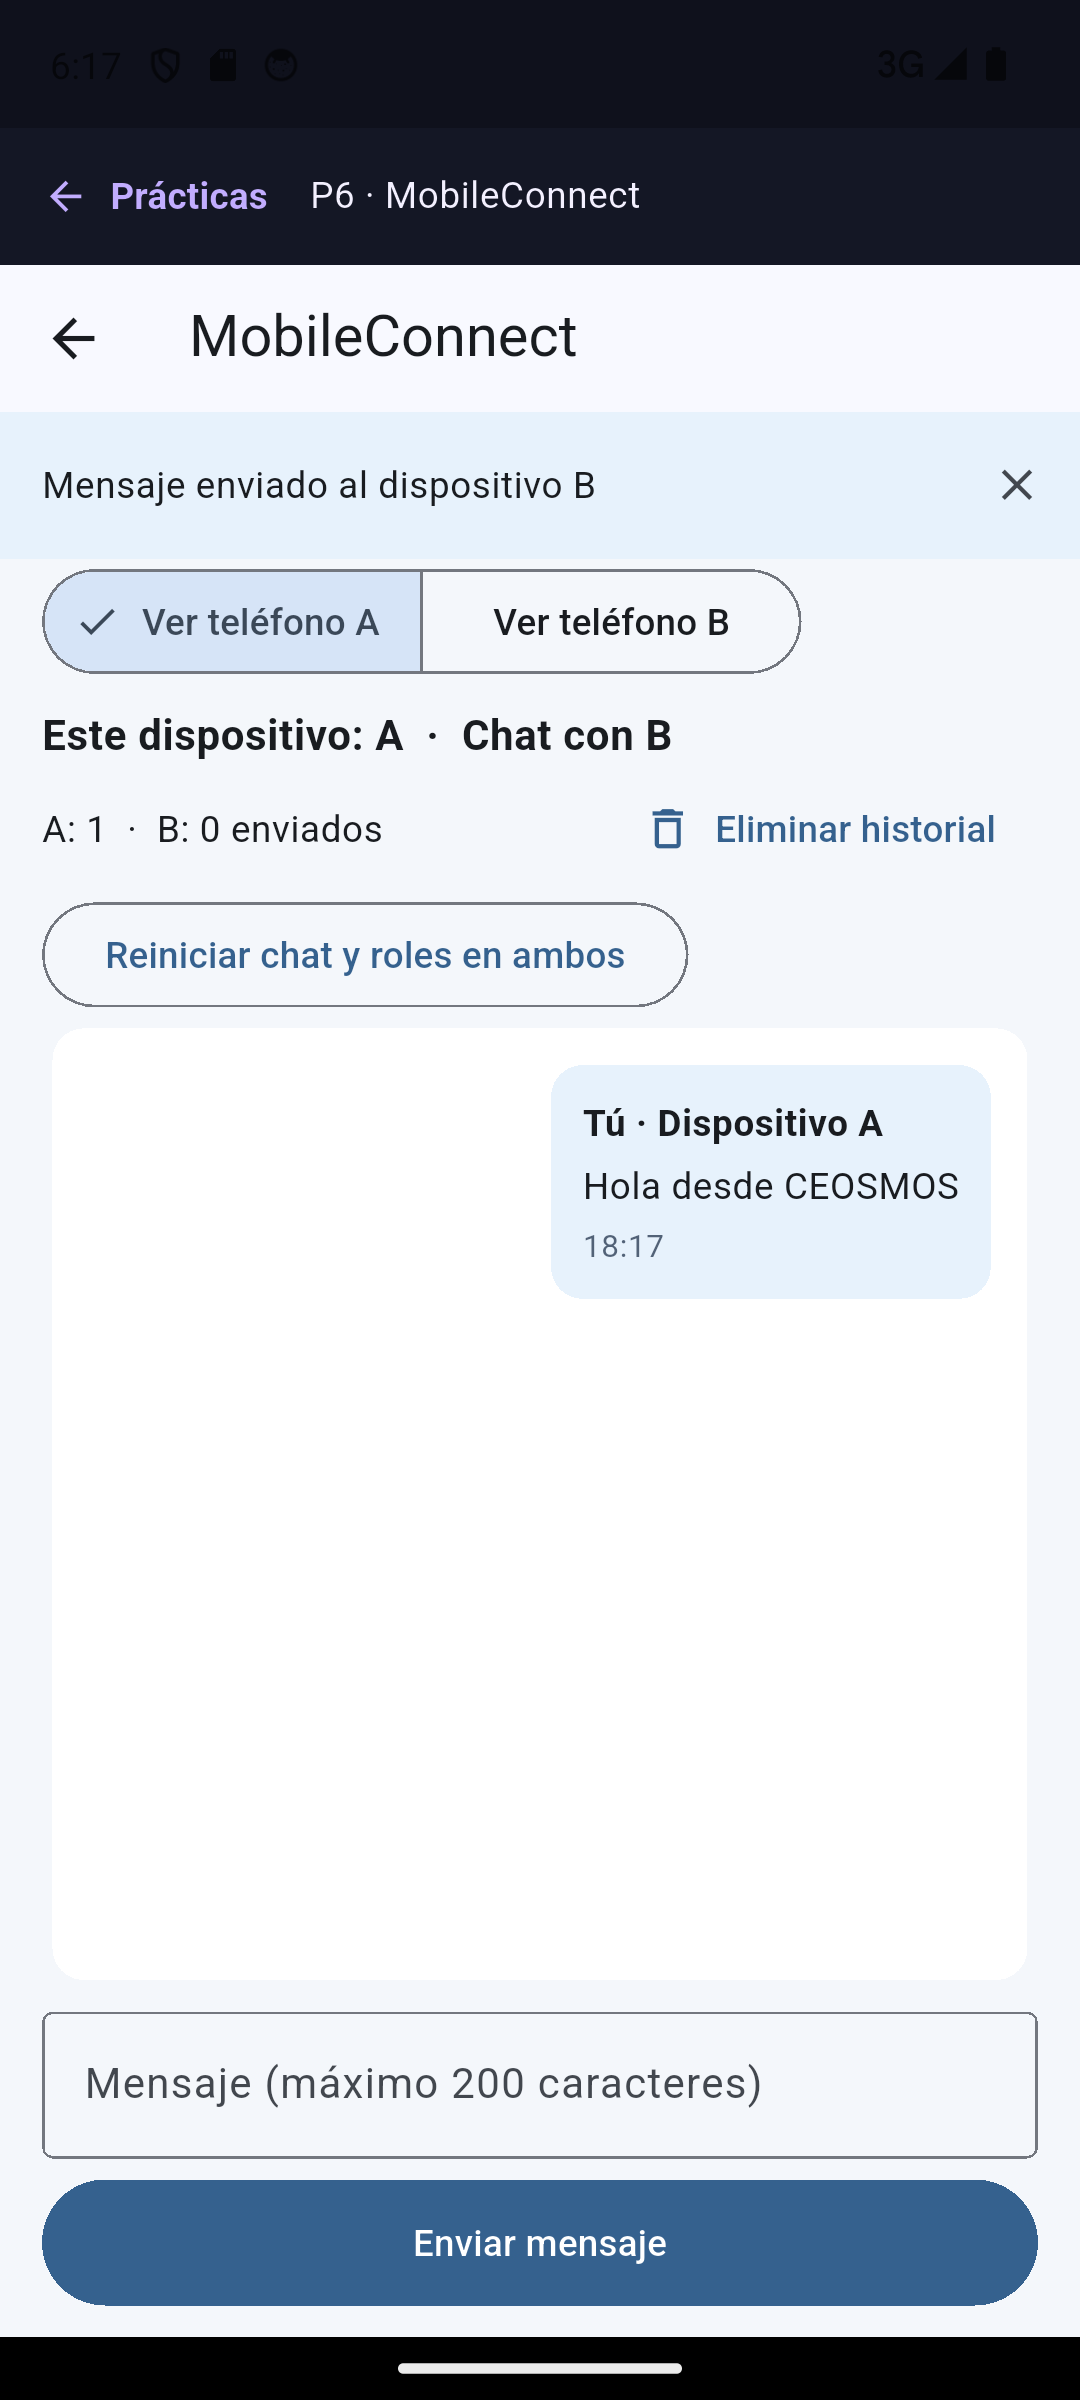 6:17 3G
Prácticas P6 · MobileConnect
MobileConnect
Mensaje enviado al dispositivo B
Ver teléfono A Ver teléfono B
Este dispositivo: A · Chat con B
A: 1 · B: 0 enviados Eliminar historial
Reiniciar chat y roles en ambos
Tú · Dispositivo A
Hola desde CEOSMOS
18:17
Mensaje (máximo 200 caracteres)
Enviar mensaje